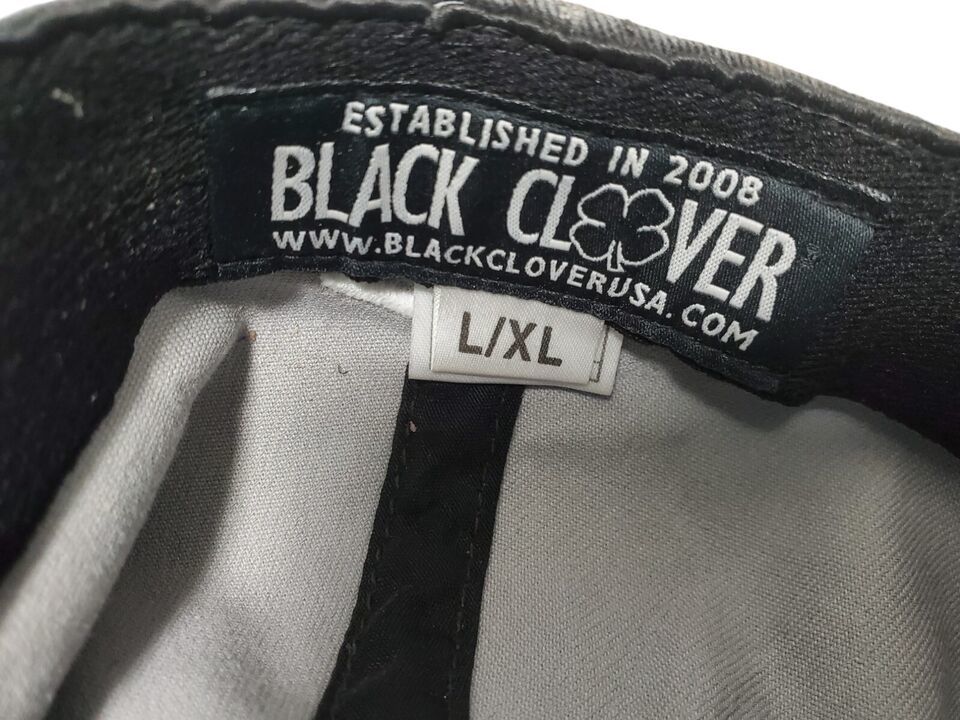 ESTABLISHED IN 2008
BLACK CLOVER
WWW.BLACKCLOVERUSA.COM
L/XL